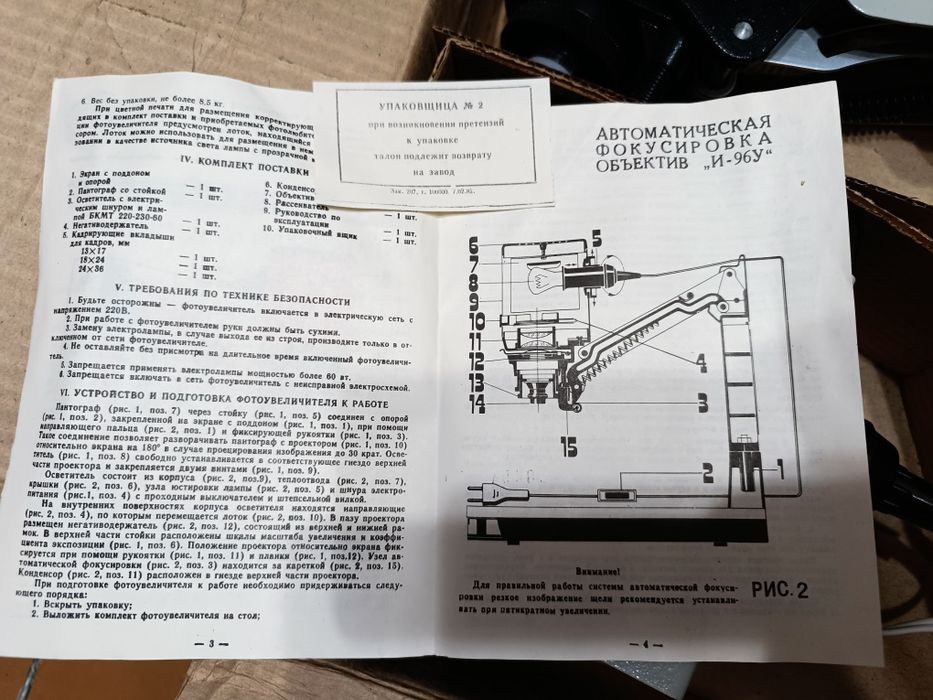 6. Вес без упаковки, не более 8,5 кг.
При цветной печати для размещения корректирующ
дящих в комплект поставки и приобретаемых фотолюбите
ции фотоувеличителя предусмотрен лоток, находящийся
сором. Лоток можно использовать для размещения в нем
зовании в качестве источника света лампы с прозрачной
IV. КОМПЛЕКТ ПОСТАВКИ
1. Экран с поддоном
и опорой — 1 шт.
2. Пантограф со стойкой — 1 шт.
3. Осветитель с электри-
ческим шнуром и лам-
пой БКМТ 220-230-60 — 1 шт.
4. Негативодержатель — 1 шт.
5. Кадрирующие вкладыши
для кадров, мм
13×17 — 1 шт.
18×24 — 1 шт.
24×36 — 1 шт.
6. Конденсо
7. Объектив
8. Рассеиватель — 1 шт.
9. Руководство по
эксплуатации — 1 шт.
10. Упаковочный ящик — 1 шт.
V. ТРЕБОВАНИЯ ПО ТЕХНИКЕ БЕЗОПАСНОСТИ
1. Будьте осторожны — фотоувеличитель включается в электрическую сеть с
напряжением 220В.
2. При работе с фотоувеличителем руки должны быть сухими.
3. Замену электролампы, в случае выхода ее из строя, производите только в от-
ключенном от сети фотоувеличителе.
4. Не оставляйте без присмотра на длительное время включенный фотоувеличи-
тель.
5. Запрещается применять электролампы мощностью более 60 вт.
6. Запрещается включать в сеть фотоувеличитель с неисправной электросхемой.
VI. УСТРОЙСТВО И ПОДГОТОВКА ФОТОУВЕЛИЧИТЕЛЯ К РАБОТЕ
Пантограф (рис. 1, поз. 7) через стойку (рис. 1, поз. 5) соединен с опорой
(рис. 1, поз. 2), закрепленной на экране с поддоном (рис. 1, поз. 1), при помощи
направляющего пальца (рис. 2, поз. 1) и фиксирующей рукоятки (рис. 1, поз. 3).
Такое соединение позволяет разворачивать пантограф с проектором (рис. 1, поз. 10)
относительно экрана на 180° в случае проецирования изображения до 30 крат. Осве-
титель (рис. 1, поз. 8) свободно устанавливается в соответствующее гнездо верхней
части проектора и закрепляется двумя винтами (рис. 1, поз. 9).
Осветитель состоит из корпуса (рис. 2, поз.9), теплоотвода (рис. 2, поз. 7),
крышки (рис. 2, поз. 6), узла юстировки лампы (рис. 2, поз. 5) и шнура электро-
питания (рис.1, поз. 4) с проходным выключателем и штепсельной вилкой.
На внутренних поверхностях корпуса осветителя находятся направляющие
(рис. 2, поз. 4), по которым перемещается лоток (рис. 2, поз. 10). В пазу проектора
размещен негативодержатель (рис. 2, поз. 12), состоящий из верхней и нижней ра-
мок. В верхней части стойки расположены шкалы масштаба увеличения и коэффи-
циента экспозиции (рис. 1, поз. 6). Положение проектора относительно экрана фик-
сируется при помощи рукоятки (рис. 1, поз. 11) и планки (рис. 1, поз.12). Узел ав-
томатической фокусировки (рис. 2, поз. 3) находится за кареткой (рис. 2, поз. 15).
Конденсор (рис. 2, поз. 11) расположен в гнезде верхней части проектора.
При подготовке фотоувеличителя к работе необходимо придерживаться следу-
ющего порядка:
1. Вскрыть упаковку;
2. Выложить комплект фотоувеличителя на стол;
— 3 —
УПАКОВЩИЦА № 2
при возникновении претензий
к упаковке
талон подлежит возврату
на завод
АВТОМАТИЧЕСКАЯ
ФОКУСИРОВКА
ОБЪЕКТИВ „И-96У“
6
7
8
9
10
11
12
13
14
5
4
3
15
2
1
Внимание!
Для правильной работы системы автоматической фокуси-
ровки резкое изображение щели рекомендуется устанавли-
вать при пятикратном увеличении.
РИС. 2
— 4 —